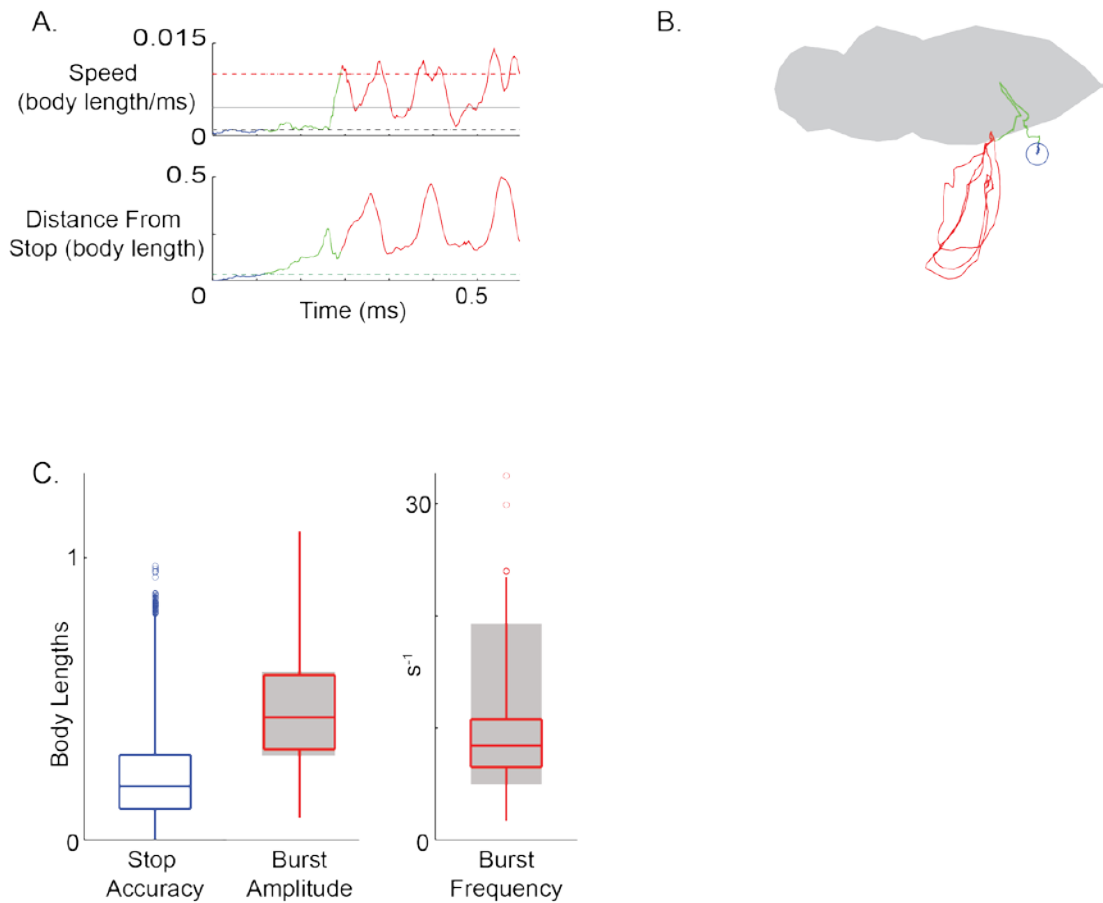 A.
0.015
Speed
(body length/ms)
0
0.5
Distance From
Stop (body length)
0
0.5
Time (ms)
B.
C.
1
Body Lengths
0
Stop
Accuracy
Burst
Amplitude
30
s⁻¹
0
Burst
Frequency